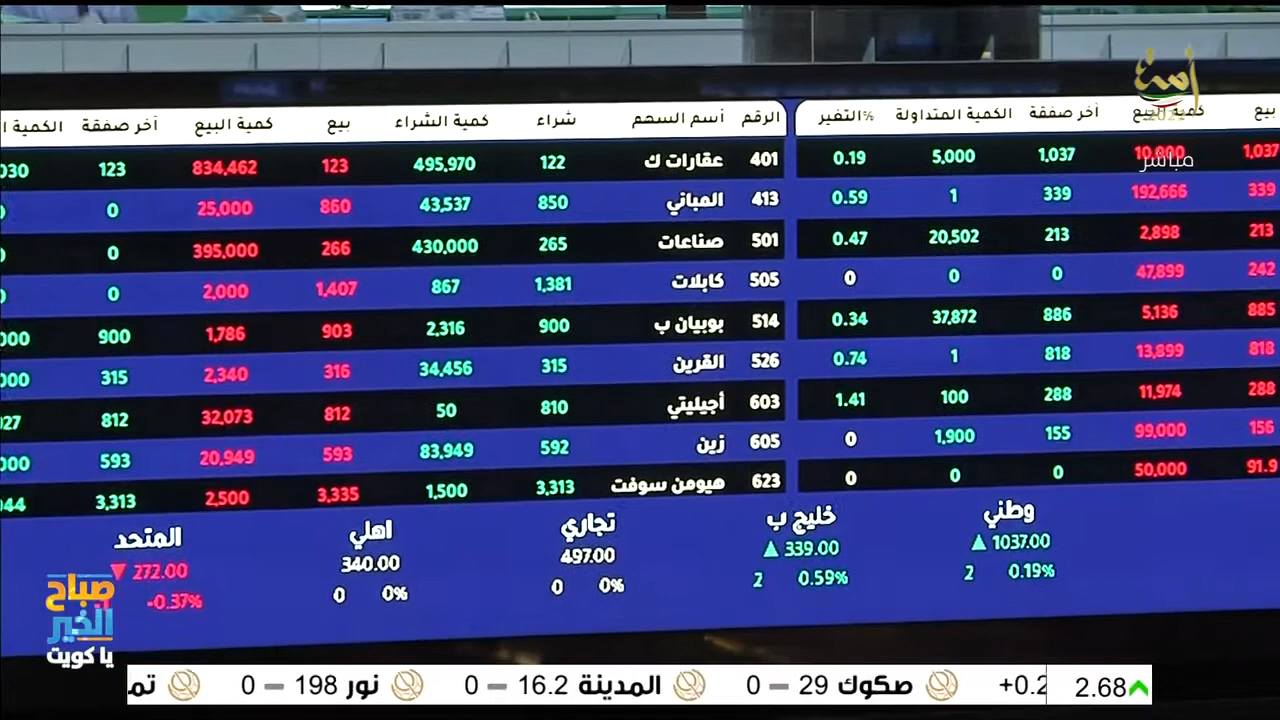 بيع كمية البيع آخر صفقة الكمية المتداولة التغير%
1,037 10,800 1,037 5,000 0.19
339 192,666 339 1 0.59
213 2,898 213 20,502 0.47
242 47,899 0 0 0
885 5,136 886 37,872 0.34
818 13,899 818 1 0.74
288 11,974 288 100 1.41
156 99,000 155 1,900 0
91.9 50,000 0 0 0
الرقم أسم السهم شراء كمية الشراء بيع كمية البيع آخر صفقة
401 عقارات ك 122 495,970 123 834,462 123
413 المباني 850 43,537 860 25,000 0
501 صناعات 265 430,000 266 395,000 0
505 كابلات 1,381 867 1,407 2,000 0
514 بوبيان ب 900 2,316 903 1,786 900
526 القرين 315 34,456 316 2,340 315
603 أجيليتي 810 50 812 32,073 812
605 زين 592 83,949 593 20,949 593
623 هيومن سوفت 3,313 1,500 3,335 2,500 3,313
وطني خليج ب تجاري اهلي المتحد
▲ 1037.00 ▲ 339.00 497.00 340.00 ▼ 272.00
2 0.19% 2 0.59% 0 0% 0 0% -0.37%
مباشر
صباح
الخير
يا كويت
2.68 +0.2 صكوك 29 – 0 المدينة 16.2 – 0 نور 198 – 0